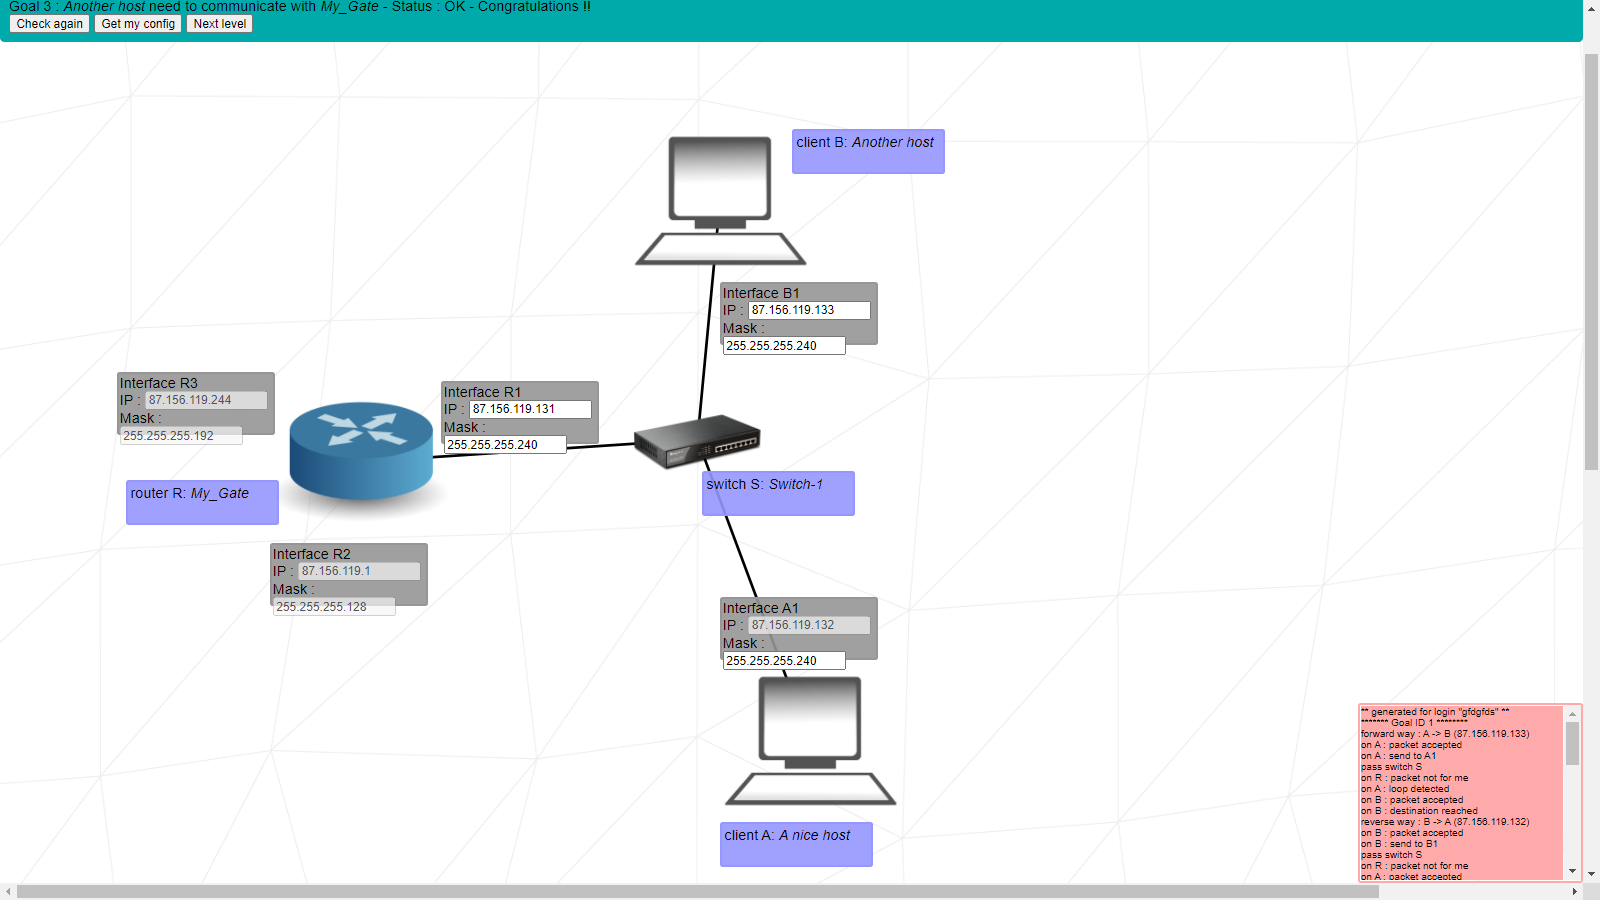 Goal 3 : Another host need to communicate with My_Gate - Status : OK - Congratulations !!
Check again Get my config Next level
client B: Another host
Interface B1
IP : 87.156.119.133
Mask :
255.255.255.240
Interface R3
IP : 87.156.119.244
Mask :
255.255.255.192
Interface R1
IP : 87.156.119.131
Mask :
255.255.255.240
router R: My_Gate
switch S: Switch-1
Interface R2
IP : 87.156.119.1
Mask :
255.255.255.128
Interface A1
IP : 87.156.119.132
Mask :
255.255.255.240
client A: A nice host
** generated for login "gfdgfds" **
******* Goal ID 1 ********
forward way : A -> B (87.156.119.133)
on A : packet accepted
on A : send to A1
pass switch S
on R : packet not for me
on A : loop detected
on B : packet accepted
on B : destination reached
reverse way : B -> A (87.156.119.132)
on B : packet accepted
on B : send to B1
pass switch S
on R : packet not for me
on A : packet accepted